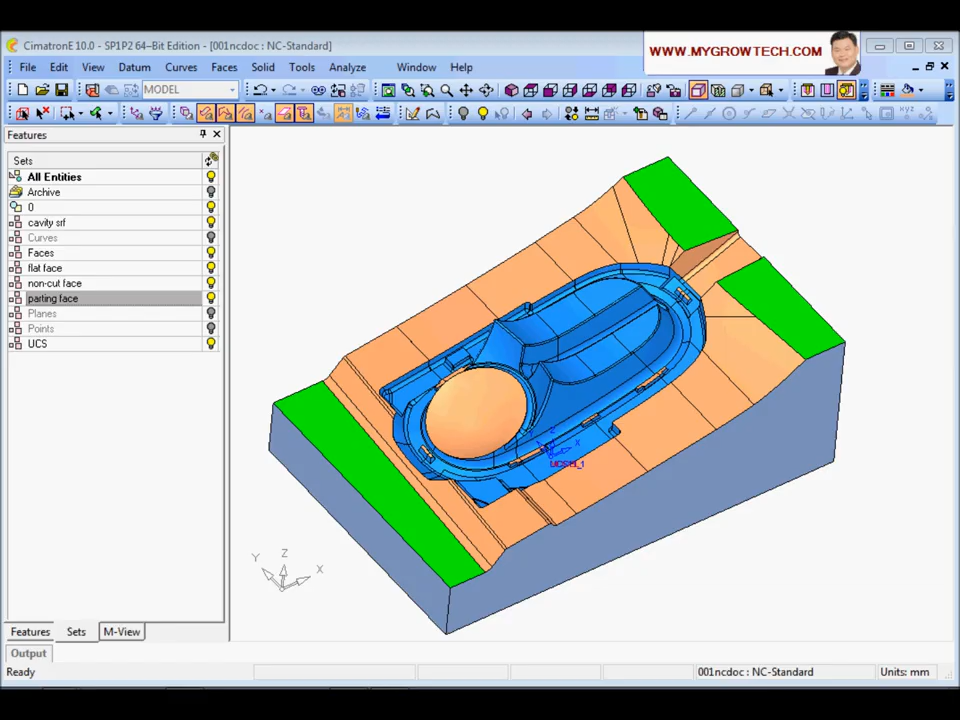 CimatronE 10.0 - SP1P2 64-Bit Edition - [001ncdoc : NC-Standard]
WWW.MYGROWTECH.COM
File Edit View Datum Curves Faces Solid Tools Analyze Window Help
MODEL
Features
Sets
All Entities
Archive
0
cavity srf
Curves
Faces
flat face
non-cut face
parting face
Planes
Points
UCS
Z
X
Y Z X
Features Sets M-View
Output
Ready 001ncdoc : NC-Standard Units: mm